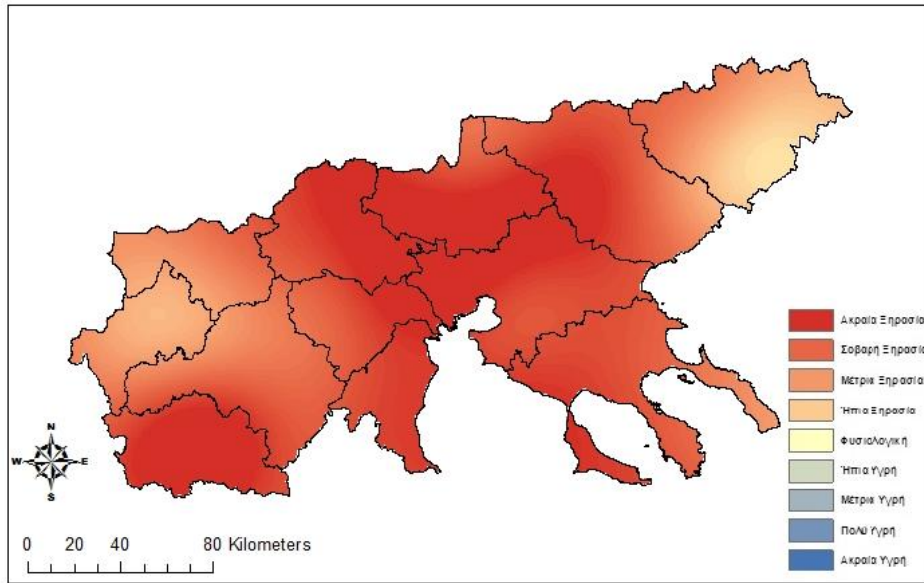 Ακραία Ξηρασία
Σοβαρή Ξηρασία
Μέτρια Ξηρασία
Ήπια Ξηρασία
Φυσιολογική
Ήπια Υγρή
Μέτρια Υγρή
Πολύ Υγρή
Ακραία Υγρή
N
W E
S
0 20 40 80 Kilometers